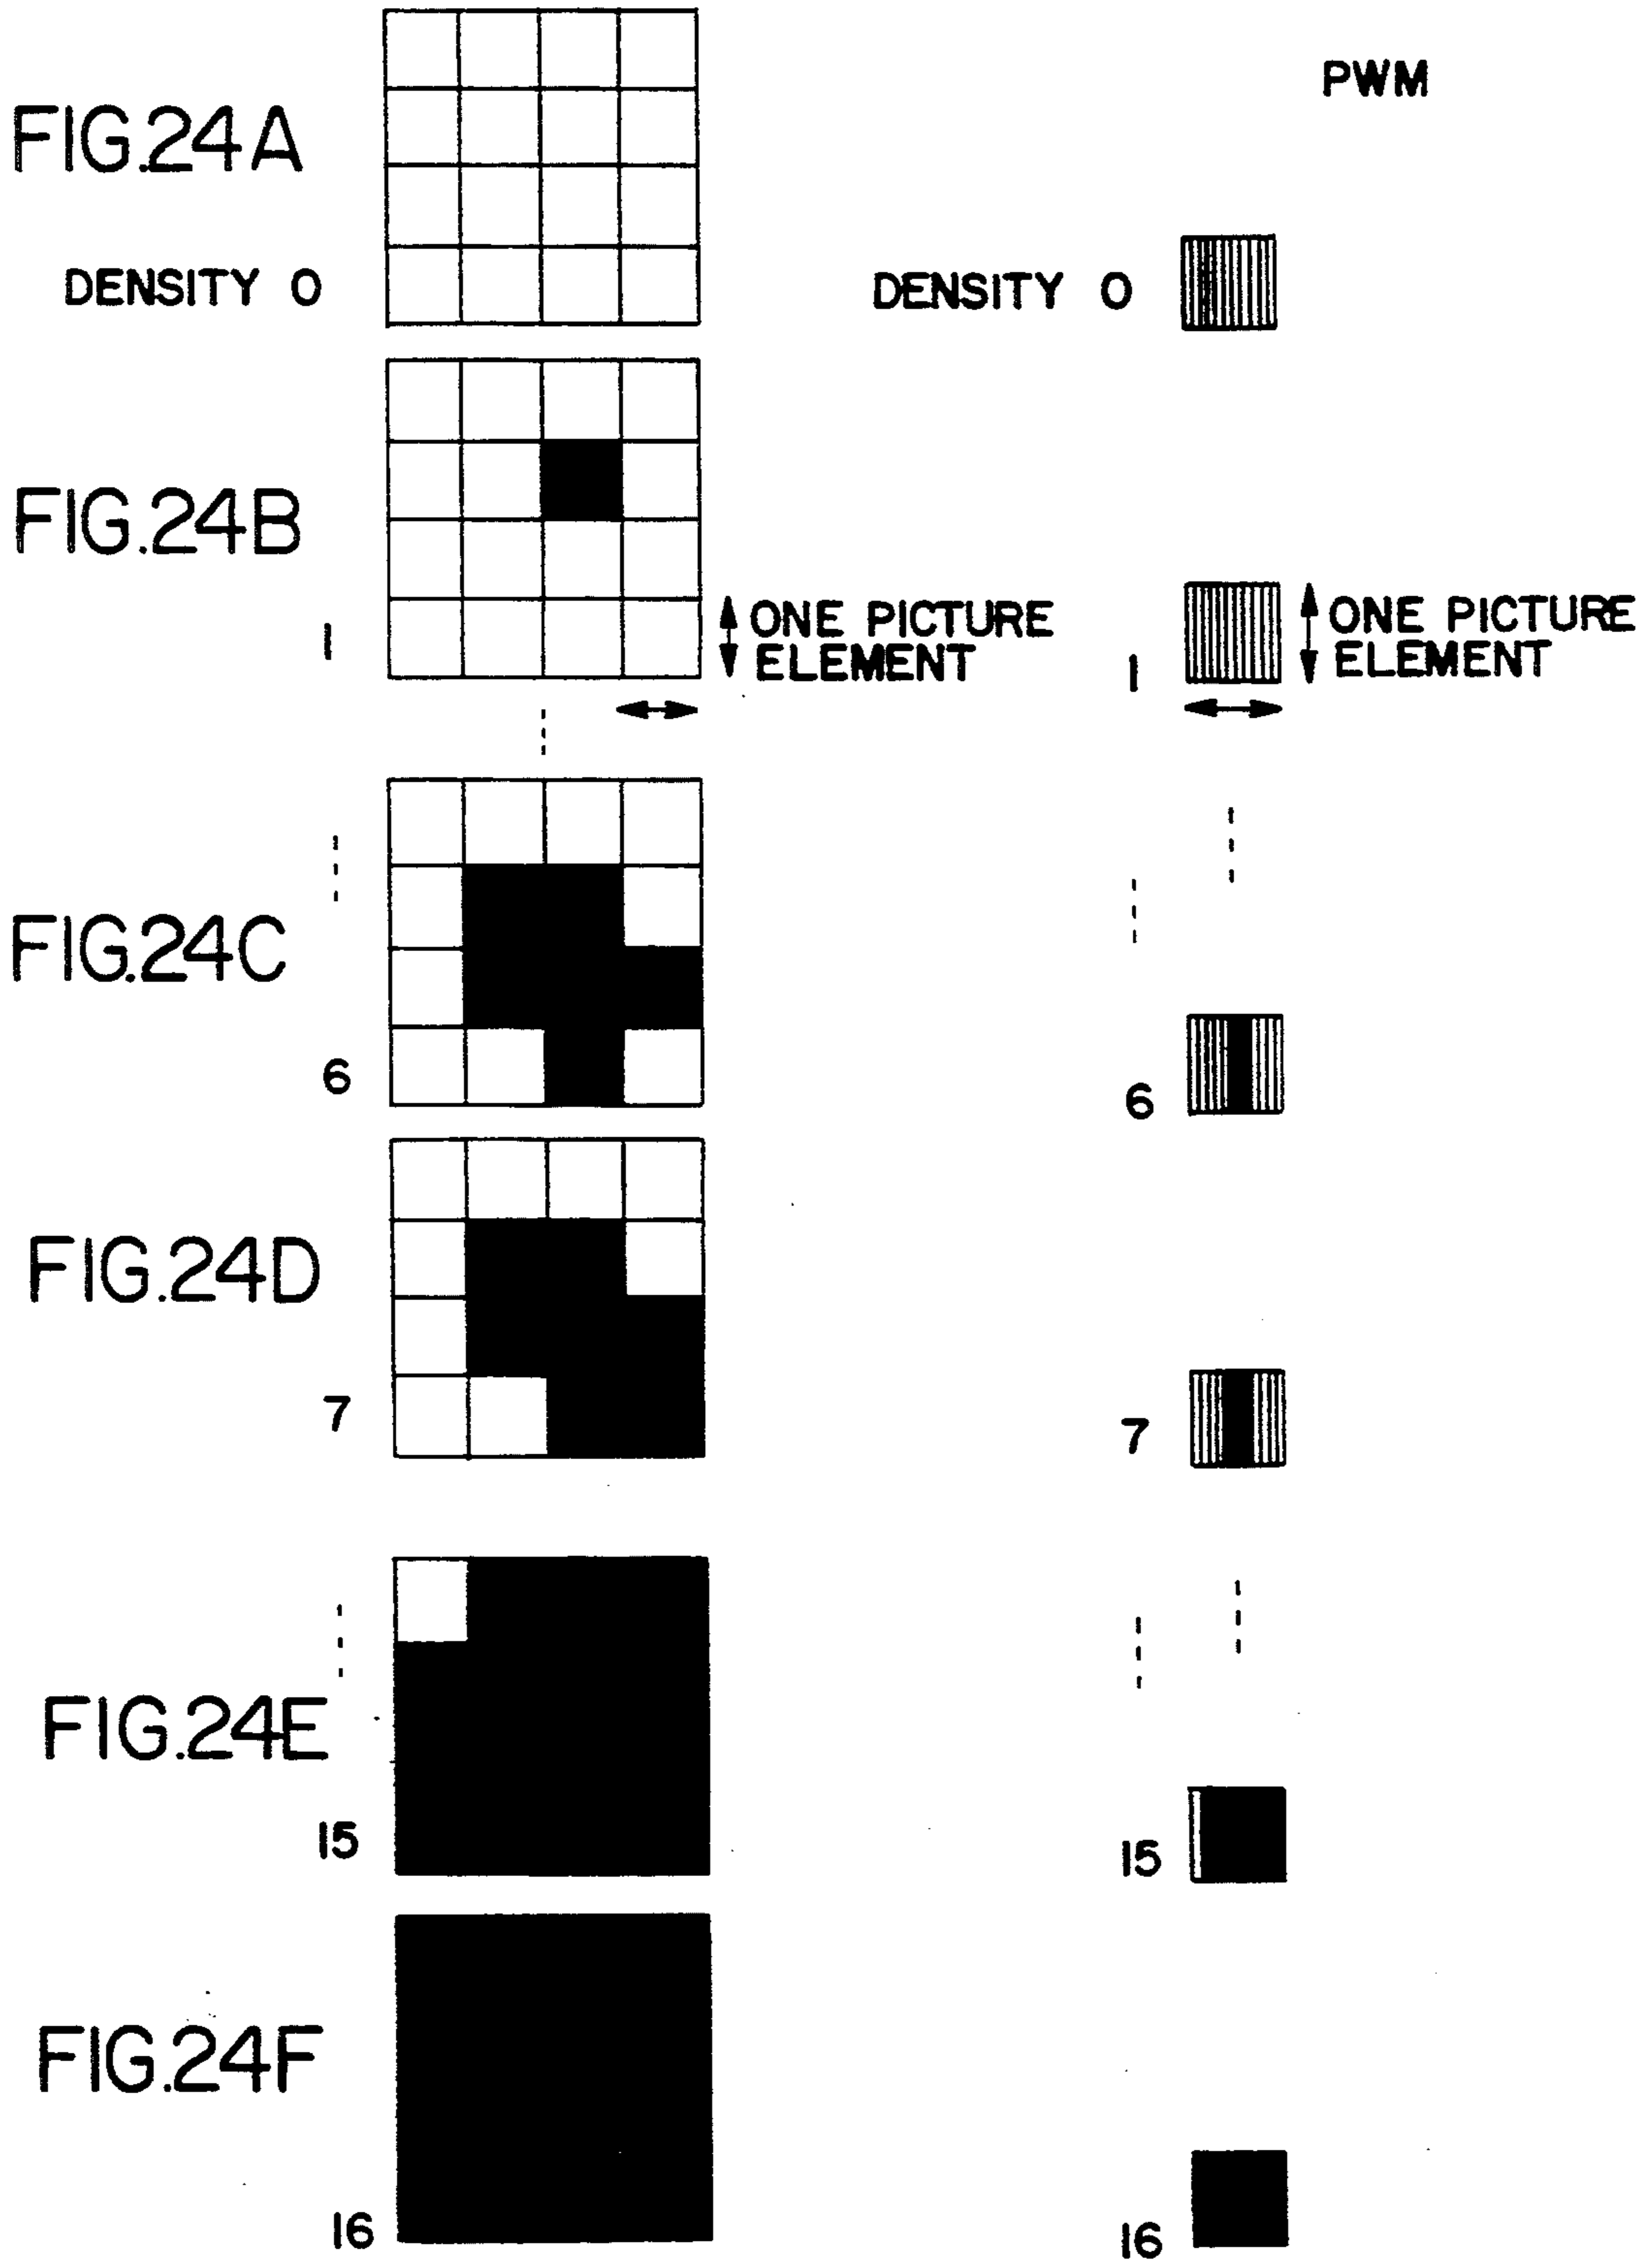 PWM
FIG.24A
DENSITY 0
DENSITY 0
FIG.24B
1
ONE PICTURE
ELEMENT
1
ONE PICTURE
ELEMENT
FIG.24C
6
6
FIG.24D
7
7
FIG.24E
15
15
FIG.24F
16
16